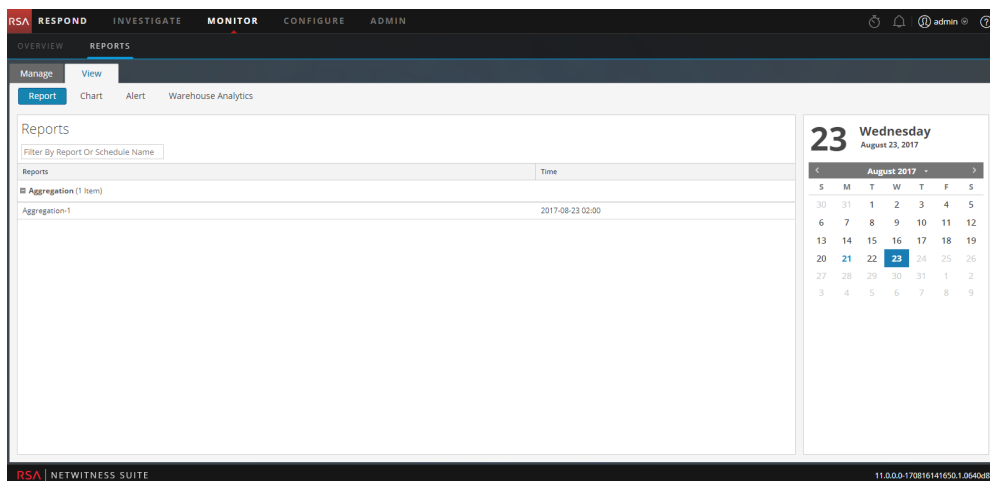 RSA RESPOND INVESTIGATE MONITOR CONFIGURE ADMIN admin
OVERVIEW REPORTS
Manage View
Report Chart Alert Warehouse Analytics
Reports
Filter By Report Or Schedule Name
Reports Time
Aggregation (1 Item)
Aggregation-1 2017-08-23 02:00
23 Wednesday
August 23, 2017
August 2017
S M T W T F S
30 31 1 2 3 4 5
6 7 8 9 10 11 12
13 14 15 16 17 18 19
20 21 22 23 24 25 26
27 28 29 30 31 1 2
3 4 5 6 7 8 9
RSA NETWITNESS SUITE 11.0.0.0-170816141650.1.0640d8